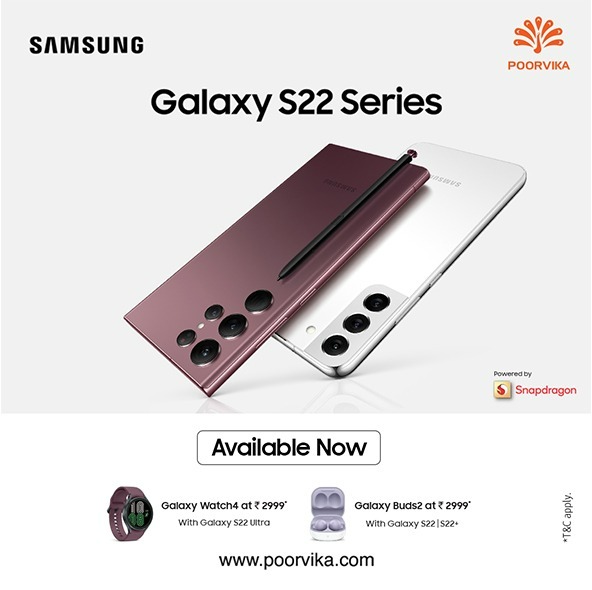 SAMSUNG
POORVIKA
Galaxy S22 Series
SAMSUNG
SAMSUNG
Powered by
Snapdragon
Available Now
Galaxy Watch4 at ₹ 2999*
With Galaxy S22 Ultra
Galaxy Buds2 at ₹ 2999*
With Galaxy S22 | S22+
*T&C apply.
www.poorvika.com